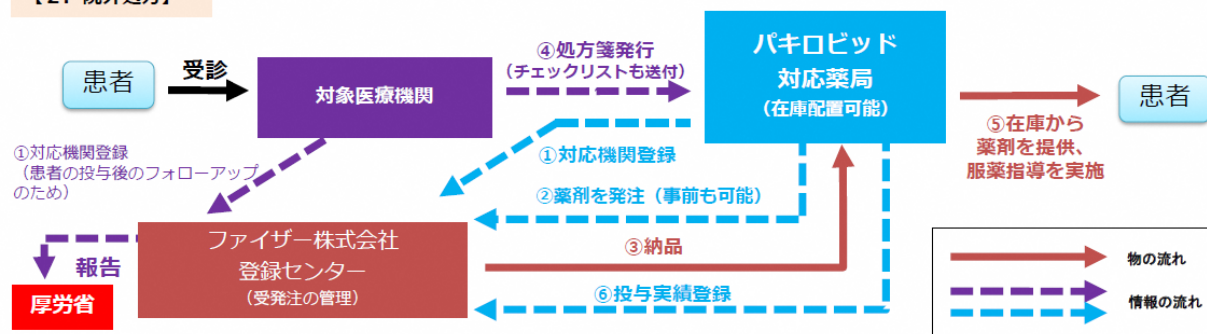 患者
受診
対象医療機関
④処方箋発行
(チェックリストも送付)
パキロビッド
対応薬局
(在庫配置可能)
⑤在庫から
薬剤を提供、
服薬指導を実施
患者
①対応機関登録
(患者の投与後のフォローアップ
のため)
①対応機関登録
②薬剤を発注(事前も可能)
ファイザー株式会社
登録センター
(受発注の管理)
③納品
⑥投与実績登録
報告
厚労省
物の流れ
情報の流れ